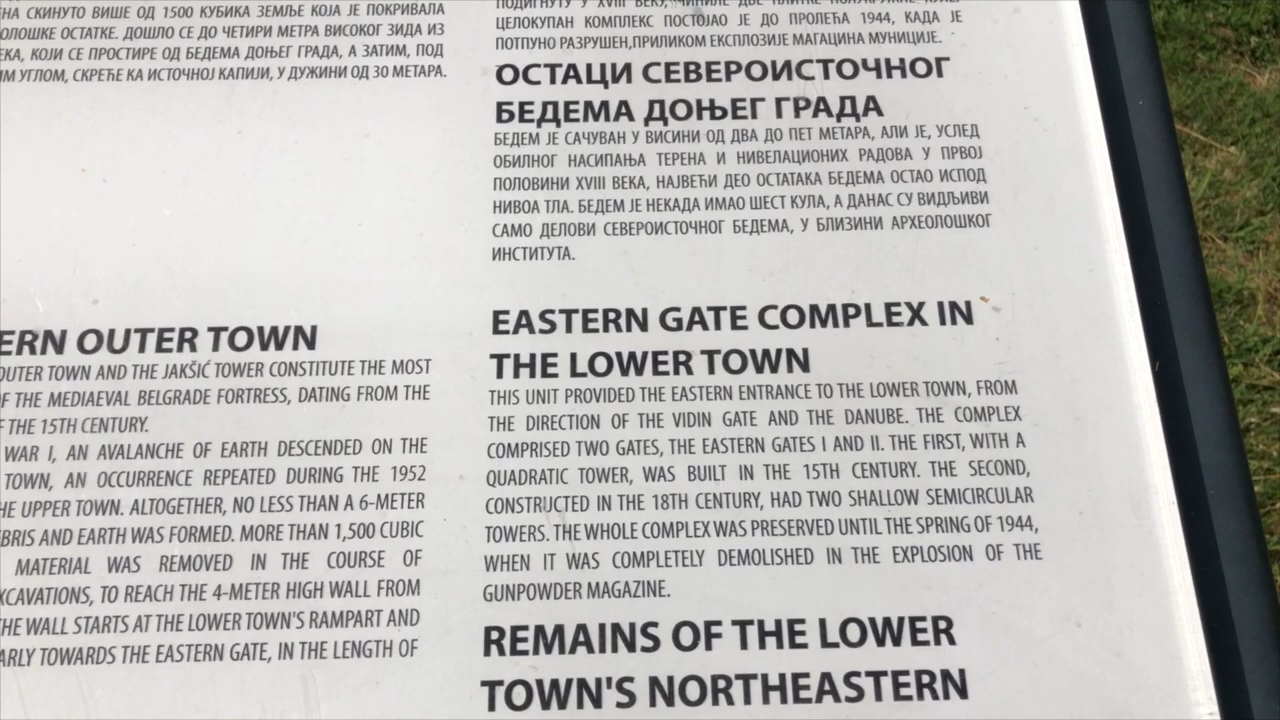 НА СКИНУТО ВИШЕ ОД 1500 КУБИКА ЗЕМЉЕ КОЈА ЈЕ ПОКРИВАЛА
ОСТАТКЕ. ДОШЛО СЕ ДО ЧЕТИРИ МЕТРА ВИСОКОГ ЗИДА ИЗ
КОЈИ СЕ ПРОСТИРЕ ОД БЕДЕМА ДОЊЕГ ГРАДА, А ЗАТИМ, ПОД
УГЛОМ, СКРЕЋЕ КА ИСТОЧНОЈ КАПИЈИ, У ДУЖИНИ ОД 30 МЕТАРА.
ERN OUTER TOWN
OUTER TOWN AND THE JAKŠIĆ TOWER CONSTITUTE THE MOST
OF THE MEDIAEVAL BELGRADE FORTRESS, DATING FROM THE
THE 15TH CENTURY.
WAR I, AN AVALANCHE OF EARTH DESCENDED ON THE
TOWN, AN OCCURRENCE REPEATED DURING THE 1952
HE UPPER TOWN. ALTOGETHER, NO LESS THAN A 6-METER
BRIS AND EARTH WAS FORMED. MORE THAN 1,500 CUBIC
MATERIAL WAS REMOVED IN THE COURSE OF
XCAVATIONS, TO REACH THE 4-METER HIGH WALL FROM
HE WALL STARTS AT THE LOWER TOWN'S RAMPART AND
ARLY TOWARDS THE EASTERN GATE, IN THE LENGTH OF
ЦЕЛОКУПАН КОМПЛЕКС ПОСТОЈАО ЈЕ ДО ПРОЛЕЋА 1944, КАДА ЈЕ
ПОТПУНО РАЗРУШЕН,ПРИЛИКОМ ЕКСПЛОЗИЈЕ МАГАЦИНА МУНИЦИЈЕ.
ОСТАЦИ СЕВЕРОИСТОЧНОГ
БЕДЕМА ДОЊЕГ ГРАДА
БЕДЕМ ЈЕ САЧУВАН У ВИСИНИ ОД ДВА ДО ПЕТ МЕТАРА, АЛИ ЈЕ, УСЛЕД
ОБИЛНОГ НАСИПАЊА ТЕРЕНА И НИВЕЛАЦИОНИХ РАДОВА У ПРВОЈ
ПОЛОВИНИ XVIII ВЕКА, НАЈВЕЋИ ДЕО ОСТАТАКА БЕДЕМА ОСТАО ИСПОД
НИВОА ТЛА. БЕДЕМ ЈЕ НЕКАДА ИМАО ШЕСТ КУЛА, А ДАНАС СУ ВИДЉИВИ
САМО ДЕЛОВИ СЕВЕРОИСТОЧНОГ БЕДЕМА, У БЛИЗИНИ АРХЕОЛОШКОГ
ИНСТИТУТА.
EASTERN GATE COMPLEX IN
THE LOWER TOWN
THIS UNIT PROVIDED THE EASTERN ENTRANCE TO THE LOWER TOWN, FROM
THE DIRECTION OF THE VIDIN GATE AND THE DANUBE. THE COMPLEX
COMPRISED TWO GATES, THE EASTERN GATES I AND II. THE FIRST, WITH A
QUADRATIC TOWER, WAS BUILT IN THE 15TH CENTURY. THE SECOND,
CONSTRUCTED IN THE 18TH CENTURY, HAD TWO SHALLOW SEMICIRCULAR
TOWERS. THE WHOLE COMPLEX WAS PRESERVED UNTIL THE SPRING OF 1944,
WHEN IT WAS COMPLETELY DEMOLISHED IN THE EXPLOSION OF THE
GUNPOWDER MAGAZINE.
REMAINS OF THE LOWER
TOWN'S NORTHEASTERN